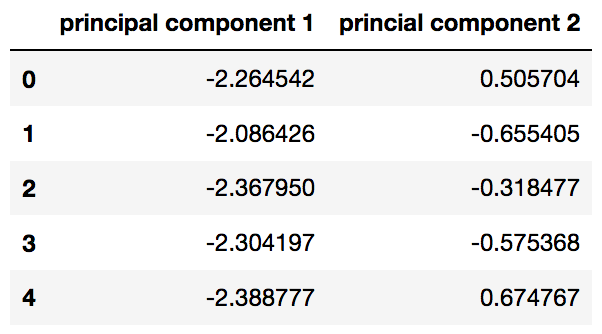 principal component 1 princial component 2
0 -2.264542 0.505704
1 -2.086426 -0.655405
2 -2.367950 -0.318477
3 -2.304197 -0.575368
4 -2.388777 0.674767